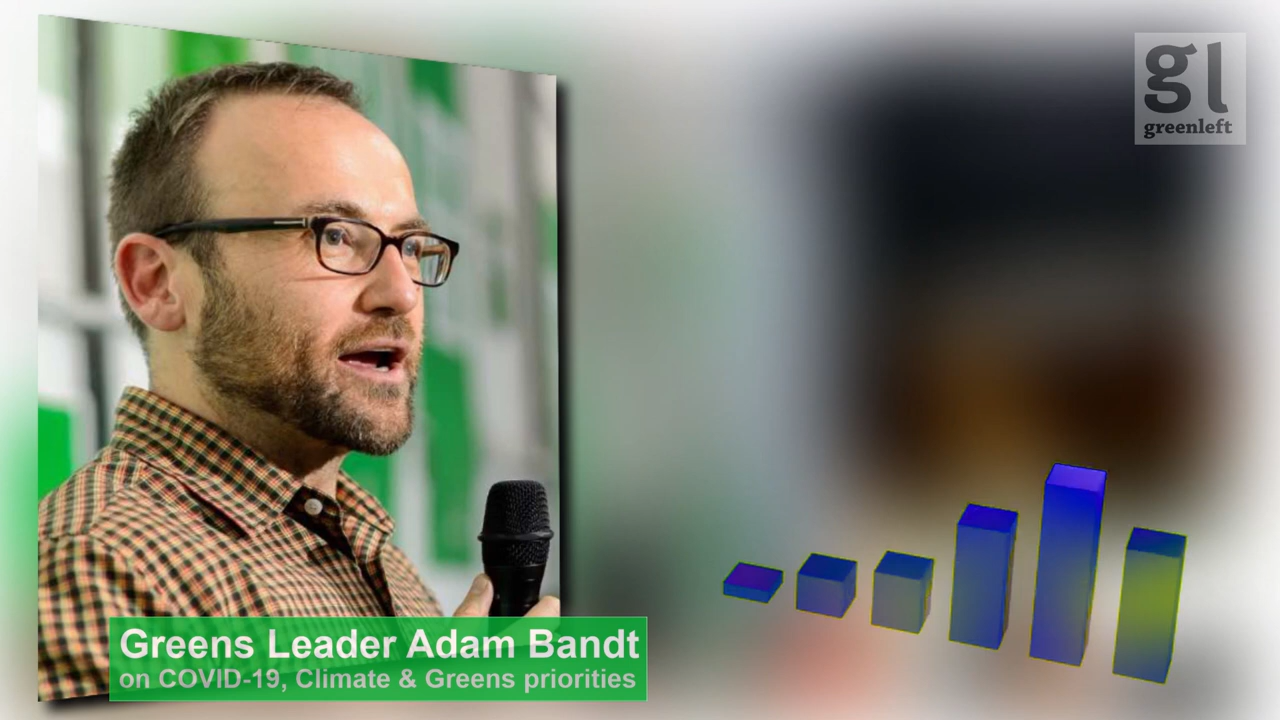 gl
greenleft
Greens Leader Adam Bandt
on COVID-19, Climate & Greens priorities